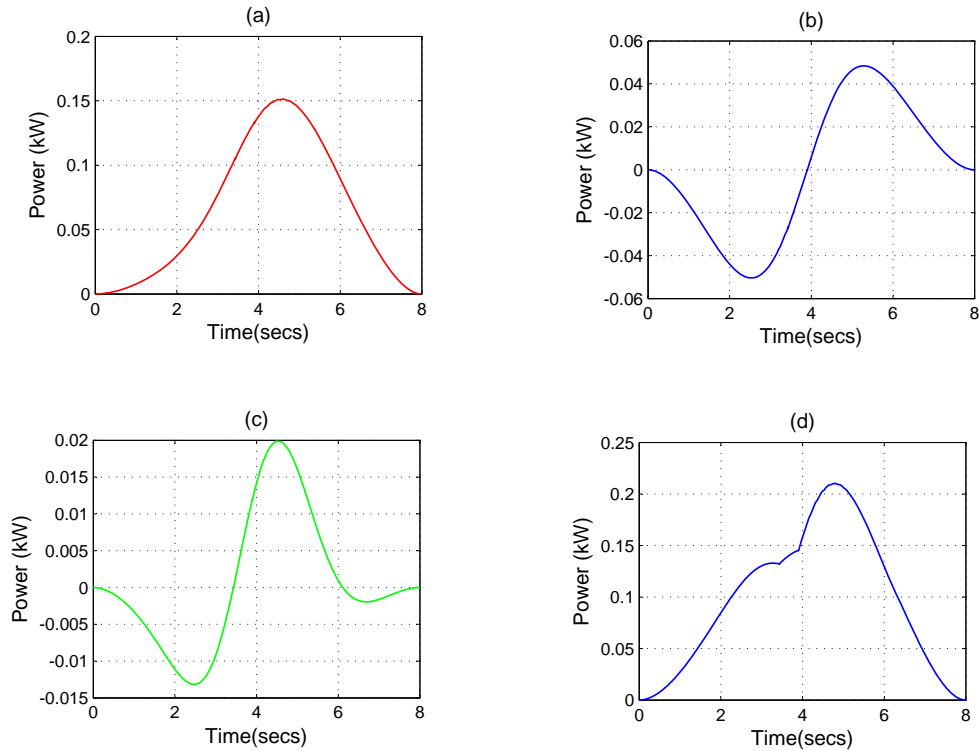 (a)
0.2
0.15
0.1
0.05
0
0 2 4 6 8
Power (kW)
Time(secs)
(b)
0.06
0.04
0.02
0
-0.02
-0.04
-0.06
0 2 4 6 8
Power (kW)
Time(secs)
(c)
0.02
0.015
0.01
0.005
0
-0.005
-0.01
-0.015
0 2 4 6 8
Power (kW)
Time(secs)
(d)
0.25
0.2
0.15
0.1
0.05
0
0 2 4 6 8
Power (kW)
Time(secs)